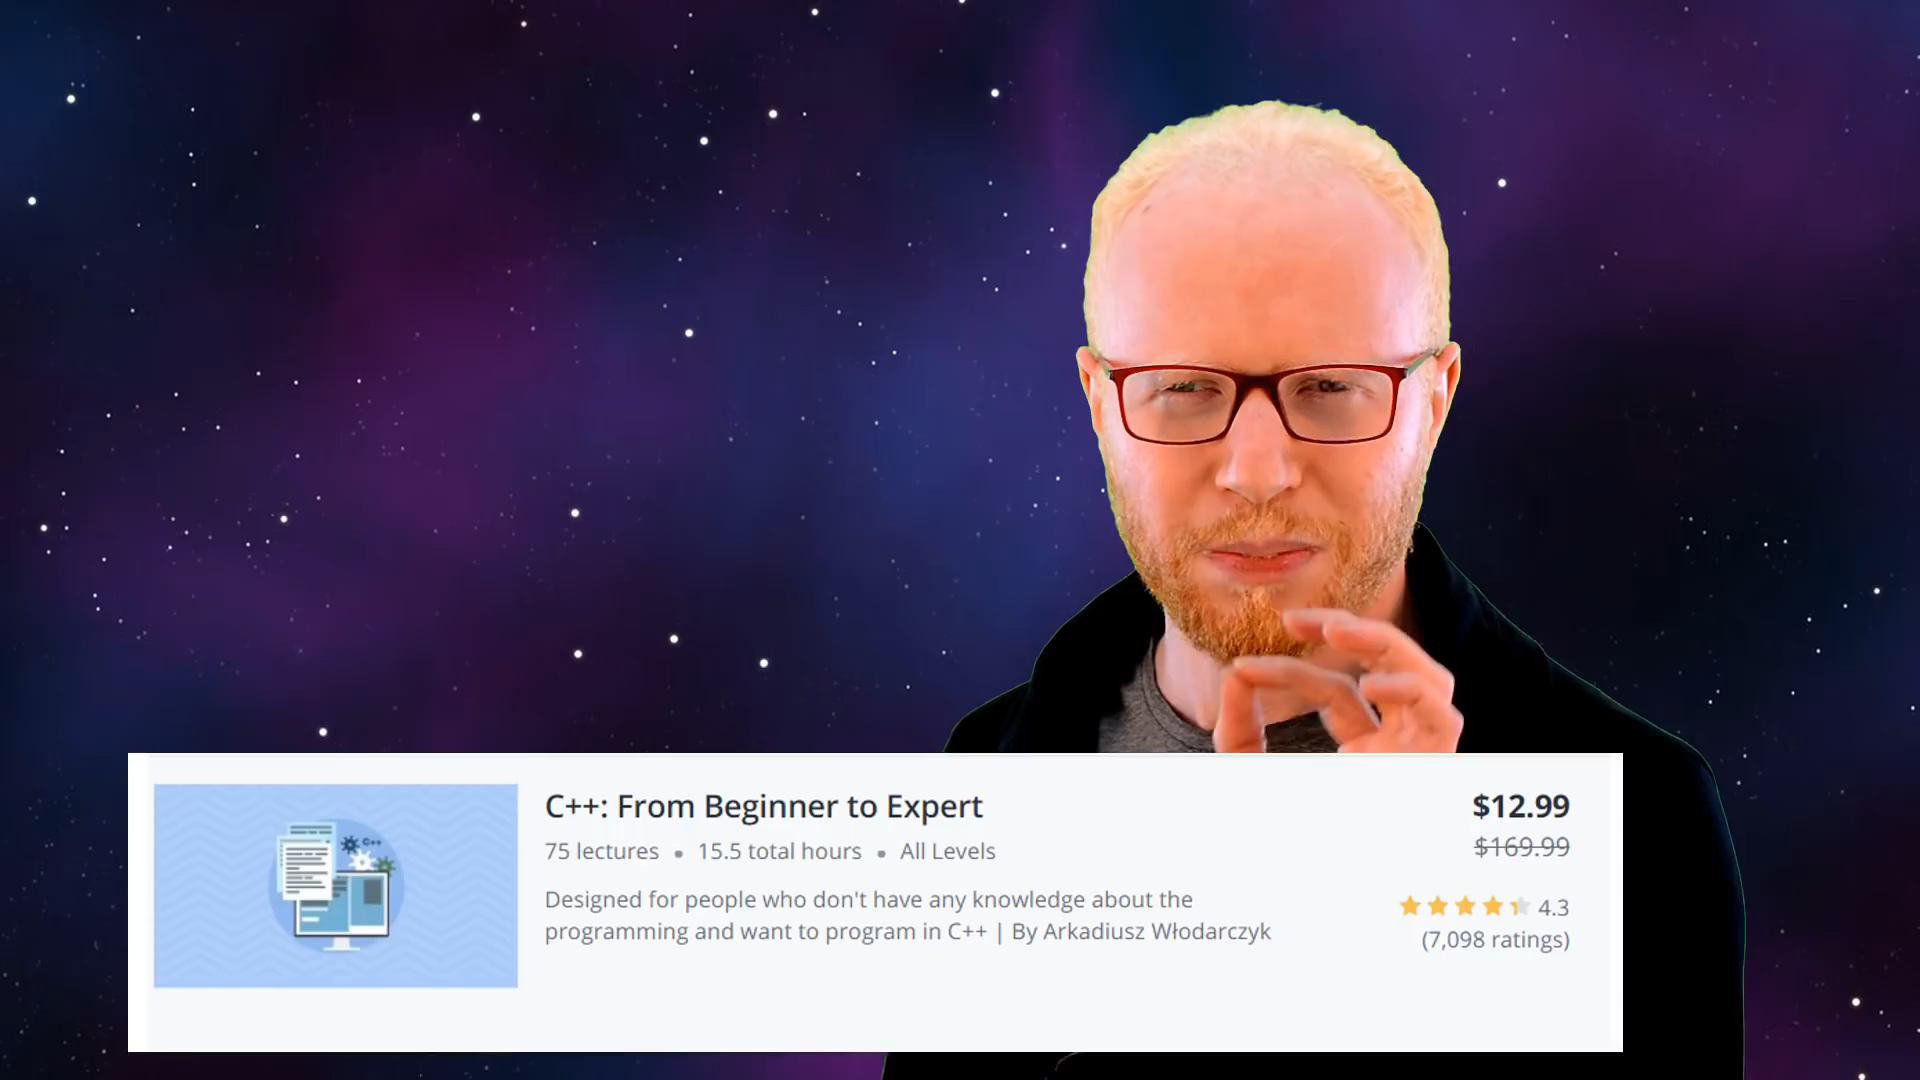 C++: From Beginner to Expert
$12.99
75 lectures • 15.5 total hours • All Levels
$169.99
Designed for people who don't have any knowledge about the
programming and want to program in C++ | By Arkadiusz Włodarczyk
4.3
(7,098 ratings)
C++